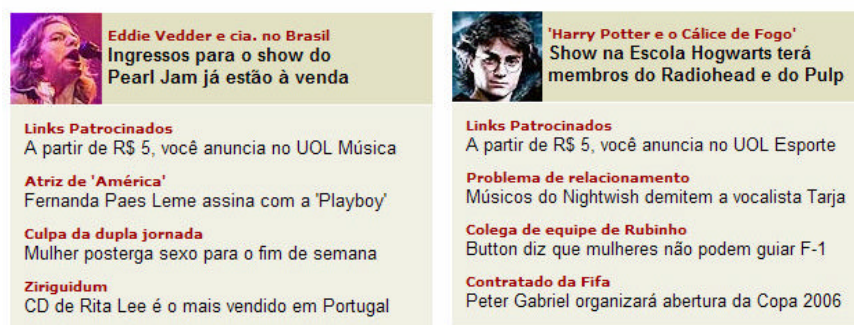 Eddie Vedder e cia. no Brasil
Ingressos para o show do
Pearl Jam já estão à venda
Links Patrocinados
A partir de R$ 5, você anuncia no UOL Música
Atriz de 'América'
Fernanda Paes Leme assina com a 'Playboy'
Culpa da dupla jornada
Mulher posterga sexo para o fim de semana
Ziriguidum
CD de Rita Lee é o mais vendido em Portugal
'Harry Potter e o Cálice de Fogo'
Show na Escola Hogwarts terá
membros do Radiohead e do Pulp
Links Patrocinados
A partir de R$ 5, você anuncia no UOL Esporte
Problema de relacionamento
Músicos do Nightwish demitem a vocalista Tarja
Colega de equipe de Rubinho
Button diz que mulheres não podem guiar F-1
Contratado da Fifa
Peter Gabriel organizará abertura da Copa 2006